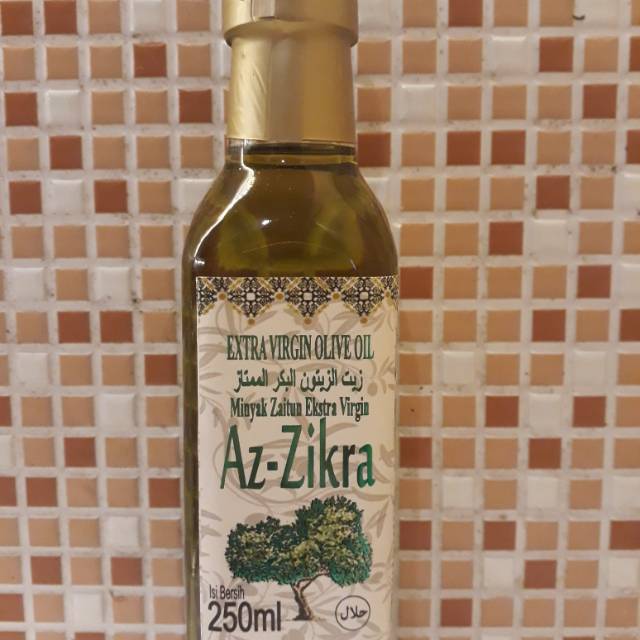 EXTRA VIRGIN OLIVE OIL
زيت الزيتون البكر الممتاز
Minyak Zaitun Ekstra Virgin
Az-Zikra
Isi Bersih
250ml
حلال